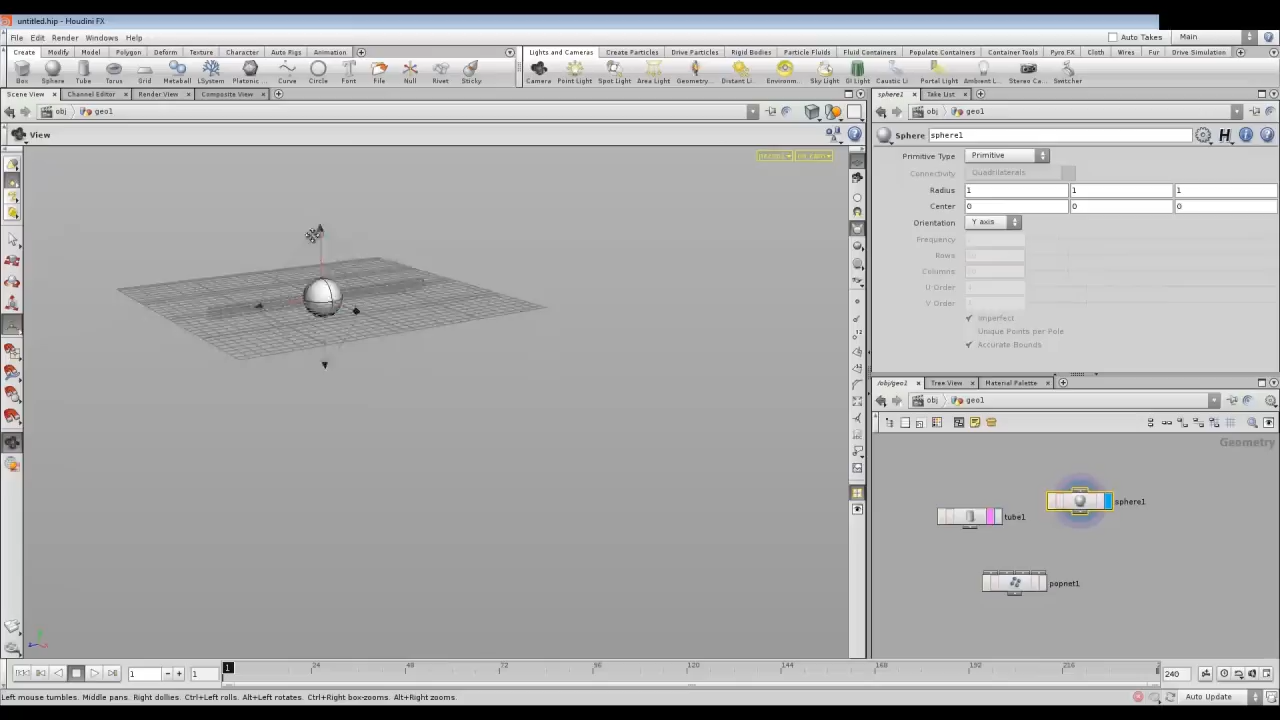 untitled.hip - Houdini FX
File Edit Render Windows Help
Auto Takes Main
Create Modify Model Polygon Deform Texture Character Auto Rigs Animation
Lights and Cameras Create Particles Drive Particles Rigid Bodies Particle Fluids Fluid Containers Populate Containers Container Tools Pyro FX Cloth Wires Fur Drive Simulation
Box Sphere Tube Torus Grid Metaball LSystem Platonic ... Curve Circle Font File Null Rivet Sticky
Camera Point Light Spot Light Area Light Geometry... Distant Li... Environm... Sky Light GI Light Caustic Li... Portal Light Ambient L... Stereo Ca... Switcher
Scene View Channel Editor Render View Composite View
sphere1 Take List
obj geo1
obj geo1
View
Sphere sphere1
Primitive Type Primitive
Connectivity Quadrilaterals
Radius 1 1 1
Center 0 0 0
Orientation Y axis
Frequency
Rows
Columns
U Order
V Order
Imperfect
Unique Points per Pole
Accurate Bounds
/obj/geo1 Tree View Material Palette
obj geo1
Geometry
sphere1
tube1
popnet1
1 1 1 24 48 72 96 120 144 168 192 216 2 240
Left mouse tumbles. Middle pans. Right dollies. Ctrl+Left rolls. Alt+Left rotates. Ctrl+Right box-zooms. Alt+Right zooms.
Auto Update